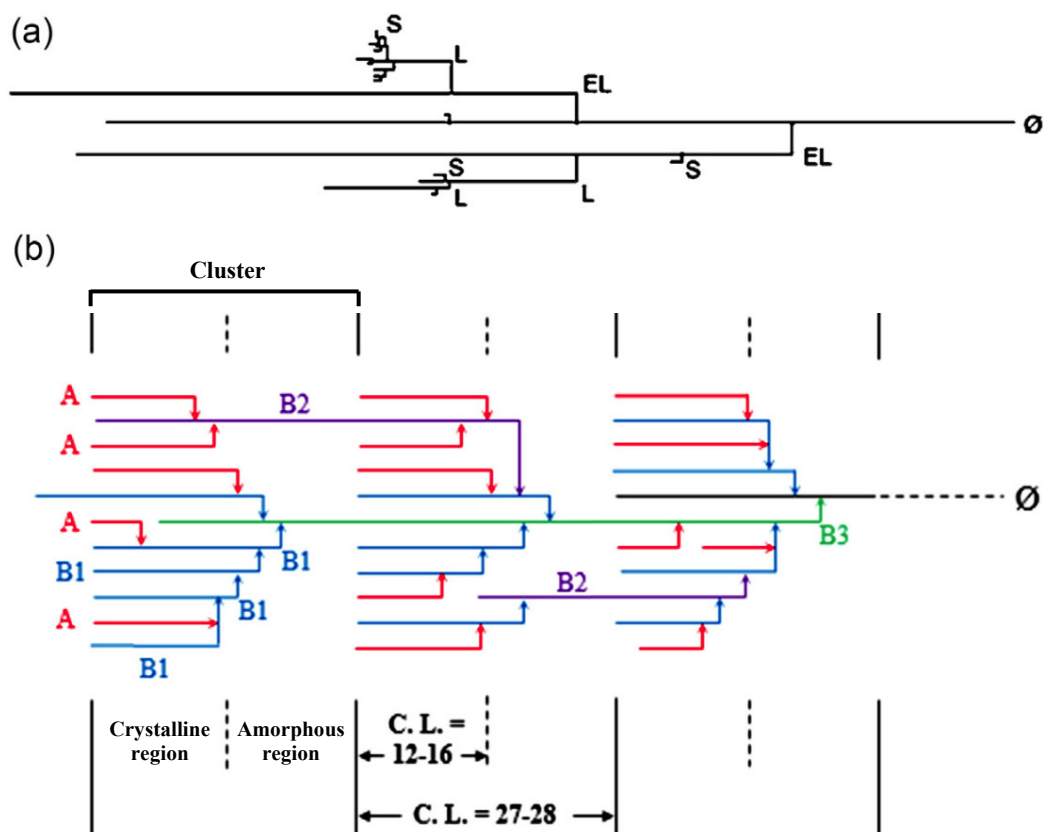 (a)
S
L
EL
Ø
S
EL
S
L
L
(b)
Cluster
A
B2
A
Ø
A
B3
B1
B1
B2
B1
A
B1
Crystalline
region
Amorphous
region
C. L. =
12-16
C. L. = 27-28